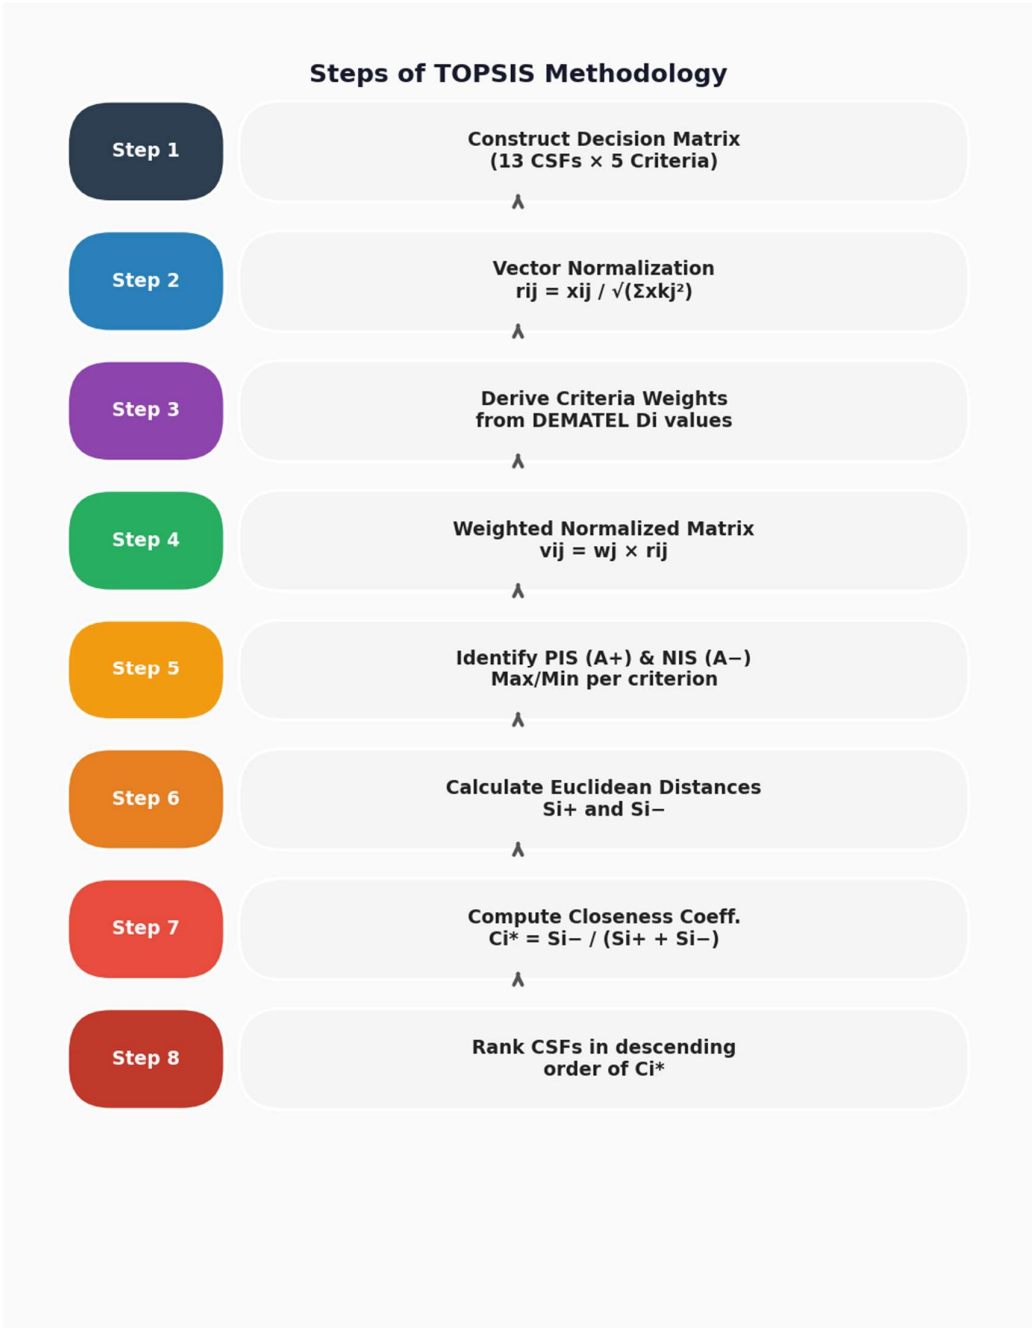 Steps of TOPSIS Methodology
Step 1
Construct Decision Matrix
(13 CSFs × 5 Criteria)
Step 2
Vector Normalization
rij = xij / √(Σxkj²)
Step 3
Derive Criteria Weights
from DEMATEL Di values
Step 4
Weighted Normalized Matrix
vij = wj × rij
Step 5
Identify PIS (A+) & NIS (A−)
Max/Min per criterion
Step 6
Calculate Euclidean Distances
Si+ and Si−
Step 7
Compute Closeness Coeff.
Ci* = Si− / (Si+ + Si−)
Step 8
Rank CSFs in descending
order of Ci*